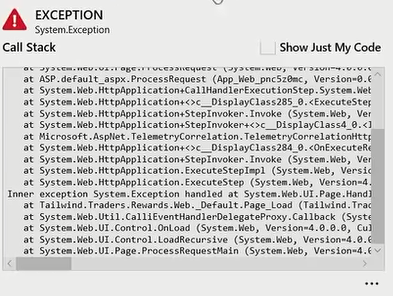 EXCEPTION
System.Exception
Call Stack
Show Just My Code
at System.Web.UI.Page.ProcessRequest (System.Web, Version=4.0.0.
at ASP.default_aspx.ProcessRequest (App_Web_pnc5z0mc, Version=0.0
at System.Web.HttpApplication+CallHandlerExecutionStep.System.Web
at System.Web.HttpApplication+<>c__DisplayClass285_0.<ExecuteStep
at System.Web.HttpApplication+StepInvoker.Invoke (System.Web, Ver
at System.Web.HttpApplication+StepInvoker+<>c__DisplayClass4_0.<I
at Microsoft.AspNet.TelemetryCorrelation.TelemetryCorrelationHttp
at System.Web.HttpApplication+<>c__DisplayClass284_0.<OnExecuteRe
at System.Web.HttpApplication+StepInvoker.Invoke (System.Web, Ver
at System.Web.HttpApplication.ExecuteStepImpl (System.Web, Versio
at System.Web.HttpApplication.ExecuteStep (System.Web, Version=4.
Inner exception System.Exception handled at System.Web.UI.Page.Handl
at Tailwind.Traders.Rewards.Web._Default.Page_Load (Tailwind.Trad
at System.Web.Util.CalliEventHandlerDelegateProxy.Callback (Syste
at System.Web.UI.Control.OnLoad (System.Web, Version=4.0.0.0, Cul
at System.Web.UI.Control.LoadRecursive (System.Web, Version=4.0.0
at System.Web.UI.Page.ProcessRequestMain (System.Web, Version=4.0